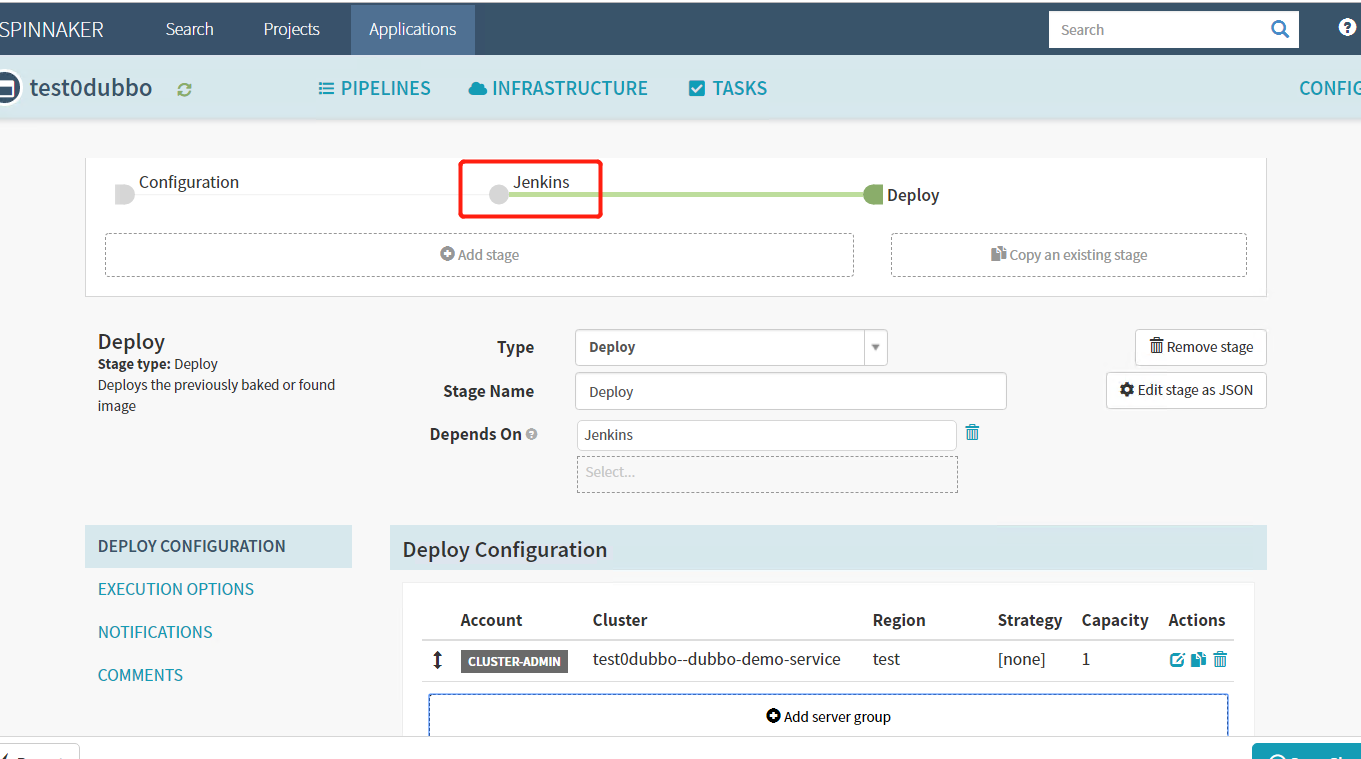 SPINNAKER Search Projects Applications Search
test0dubbo PIPELINES INFRASTRUCTURE TASKS CONFIG
Configuration Jenkins Deploy
Add stage Copy an existing stage
Deploy
Stage type: Deploy
Deploys the previously baked or found
image
Type Deploy Remove stage
Stage Name Deploy Edit stage as JSON
Depends On Jenkins
Select...
DEPLOY CONFIGURATION
EXECUTION OPTIONS
NOTIFICATIONS
COMMENTS
Deploy Configuration
Account Cluster Region Strategy Capacity Actions
CLUSTER-ADMIN test0dubbo--dubbo-demo-service test [none] 1
Add server group